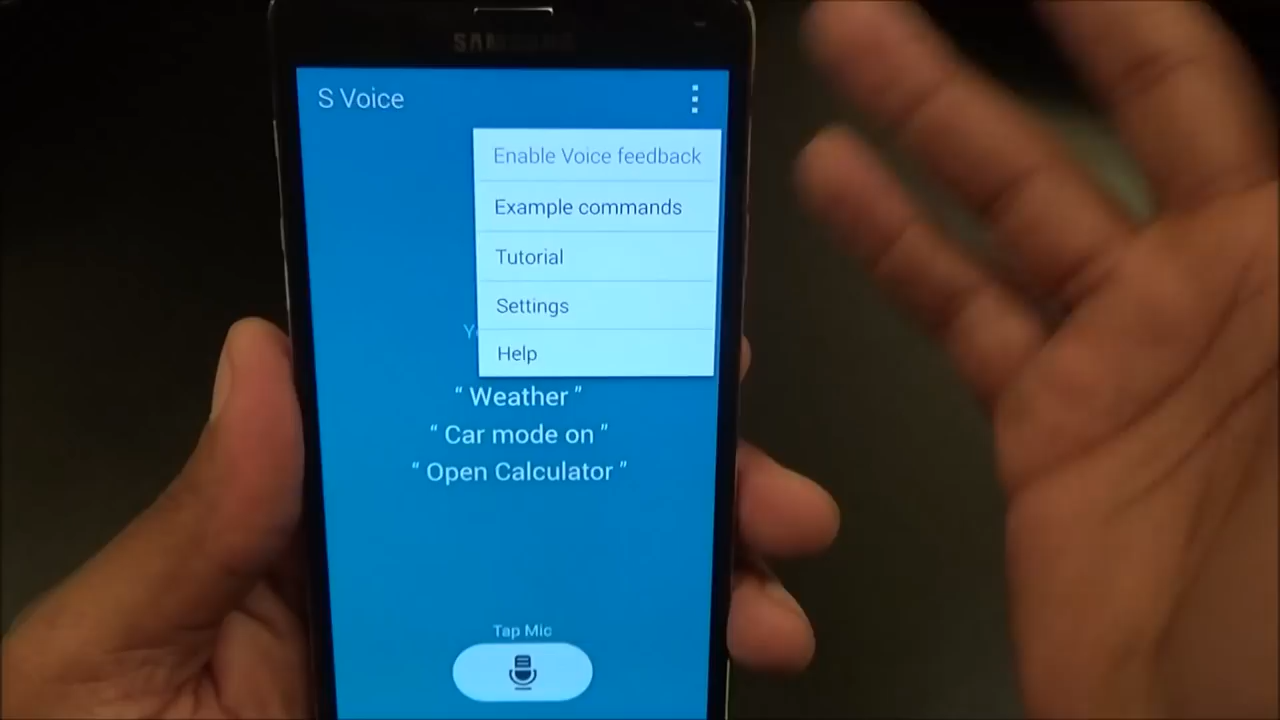 SAMSUNG
S Voice
Enable Voice feedback
Example commands
Tutorial
Settings
Help
“ Weather ”
“ Car mode on ”
“ Open Calculator ”
Tap Mic